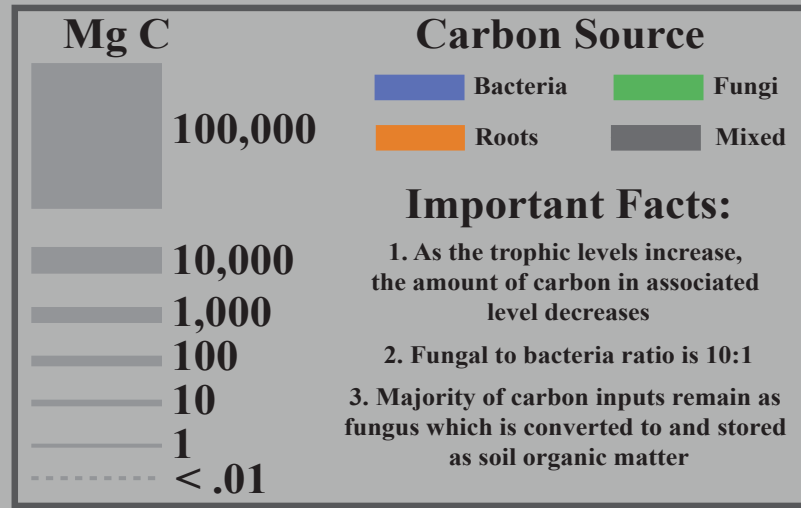 Mg C
100,000
10,000
1,000
100
10
1
< .01
Carbon Source
Bacteria
Fungi
Roots
Mixed
Important Facts:
1. As the trophic levels increase,
the amount of carbon in associated
level decreases
2. Fungal to bacteria ratio is 10:1
3. Majority of carbon inputs remain as
fungus which is converted to and stored
as soil organic matter